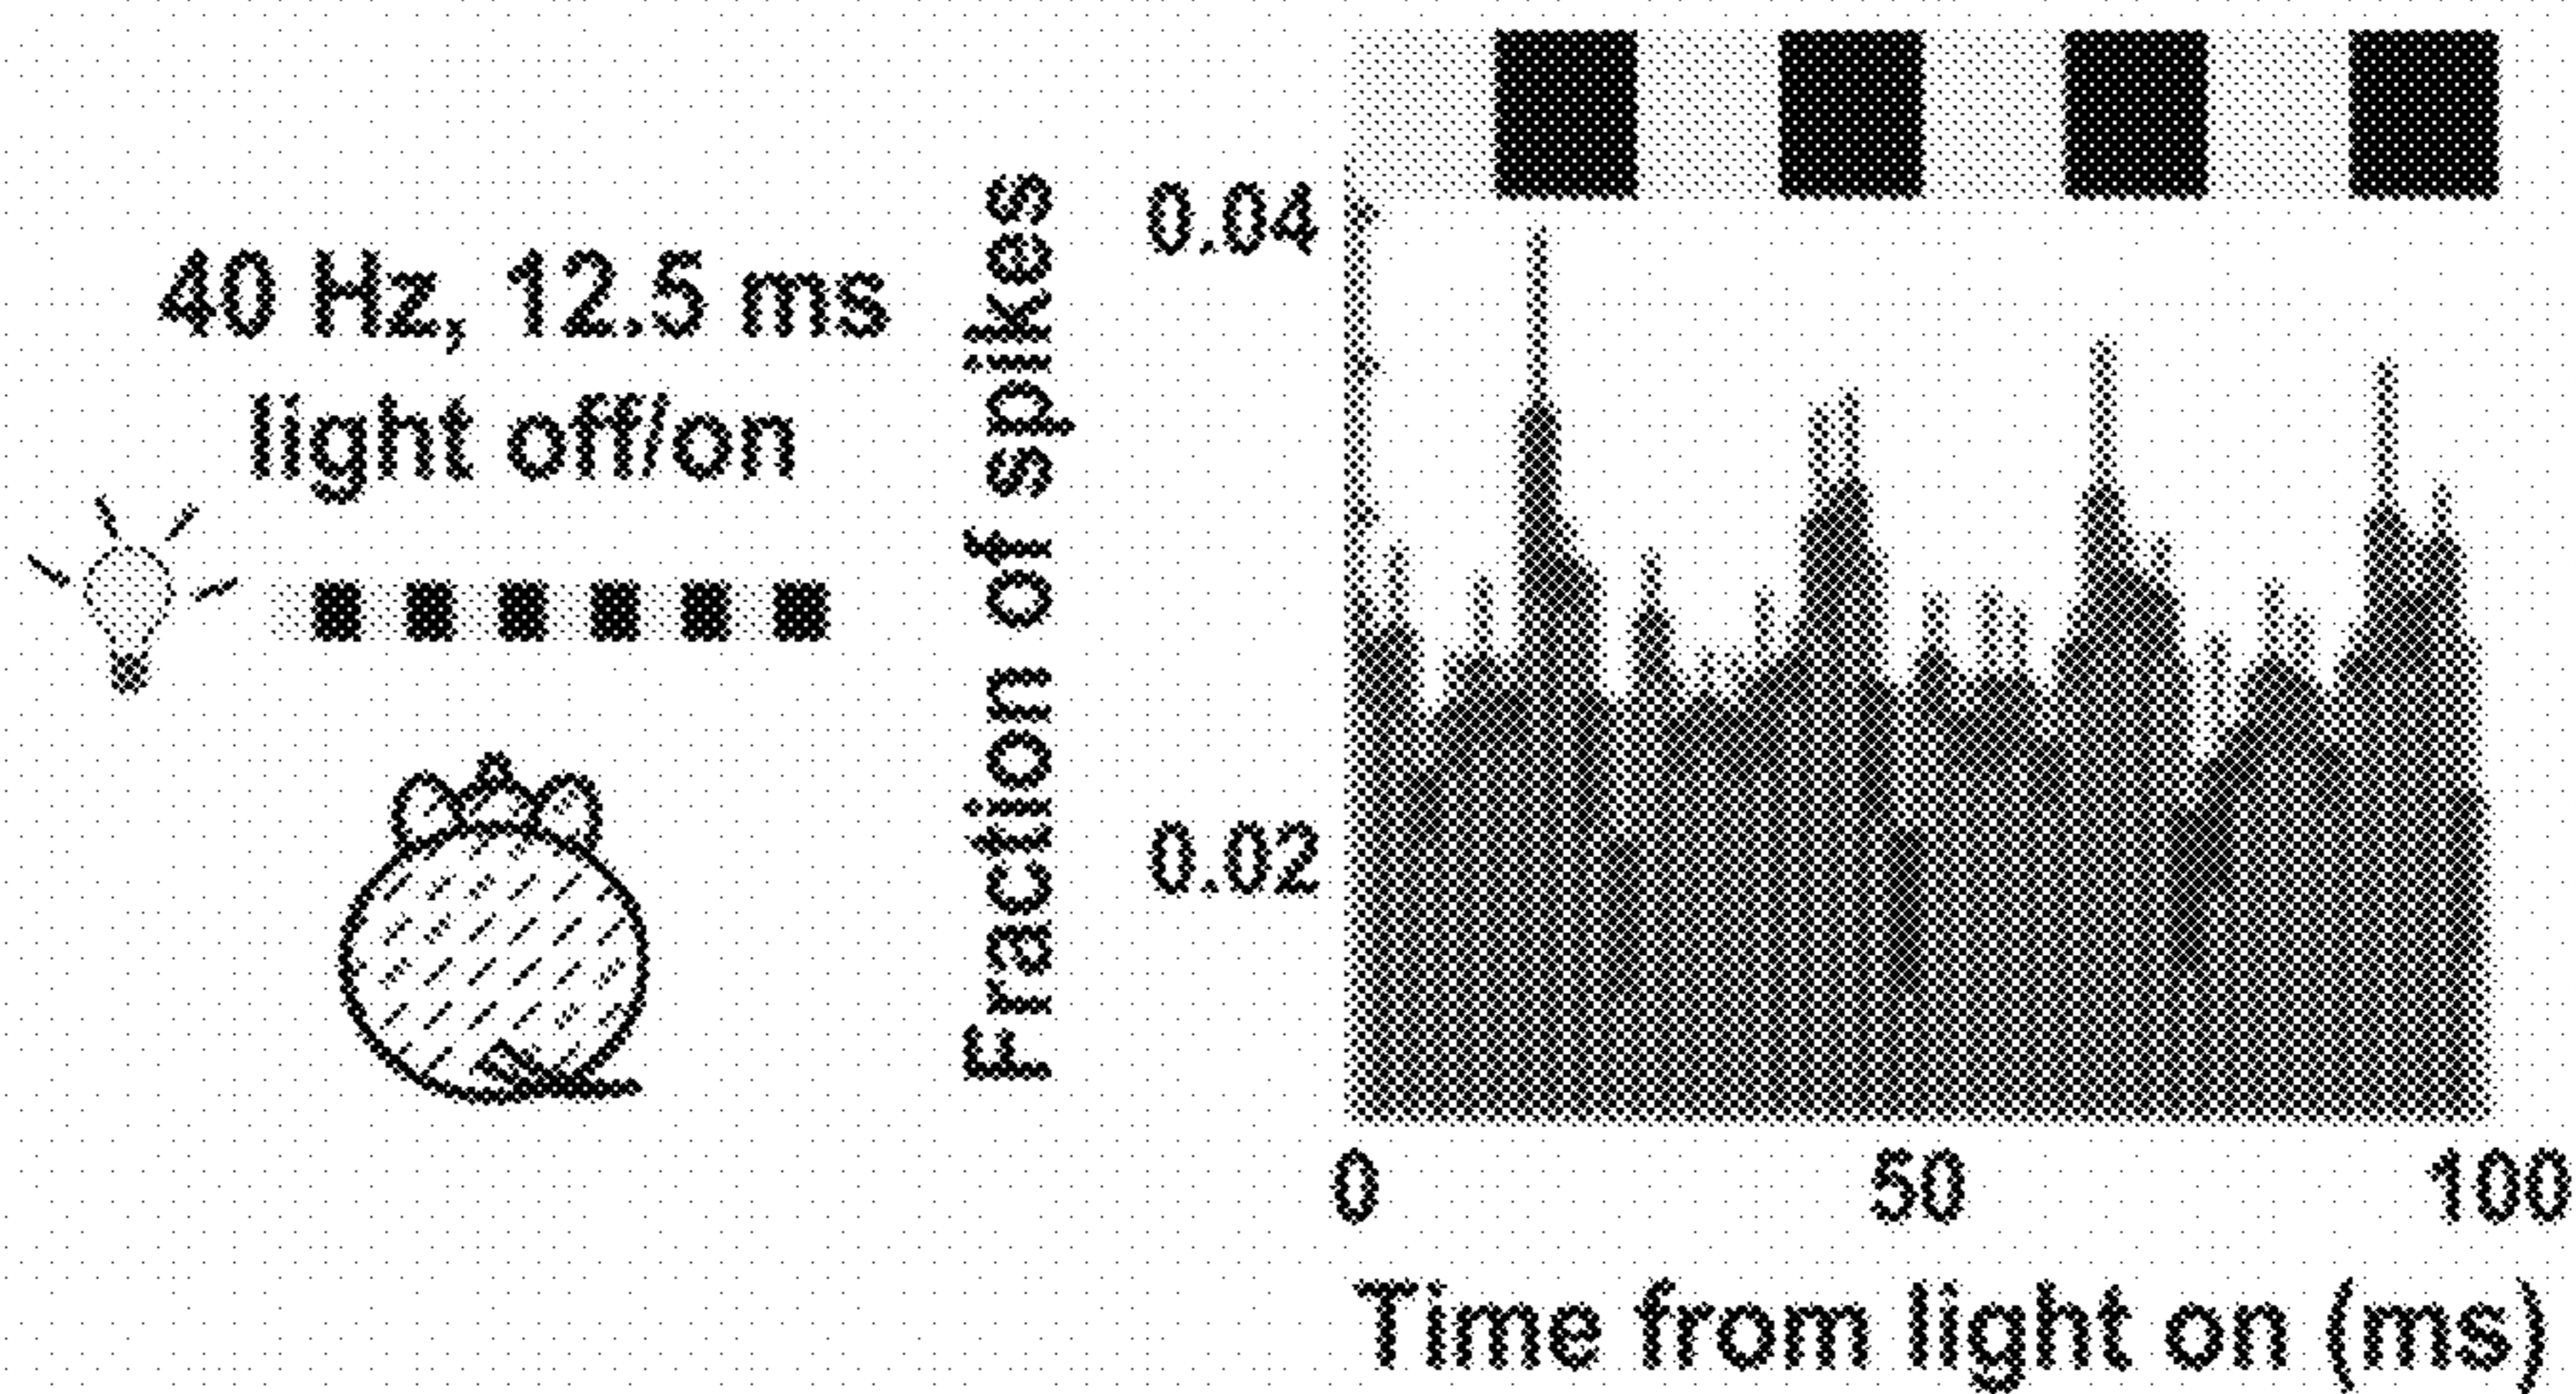 40 Hz, 12.5 ms
light off/on
Fraction of spikes
0.04
0.02
0
50
100
Time from light on (ms)